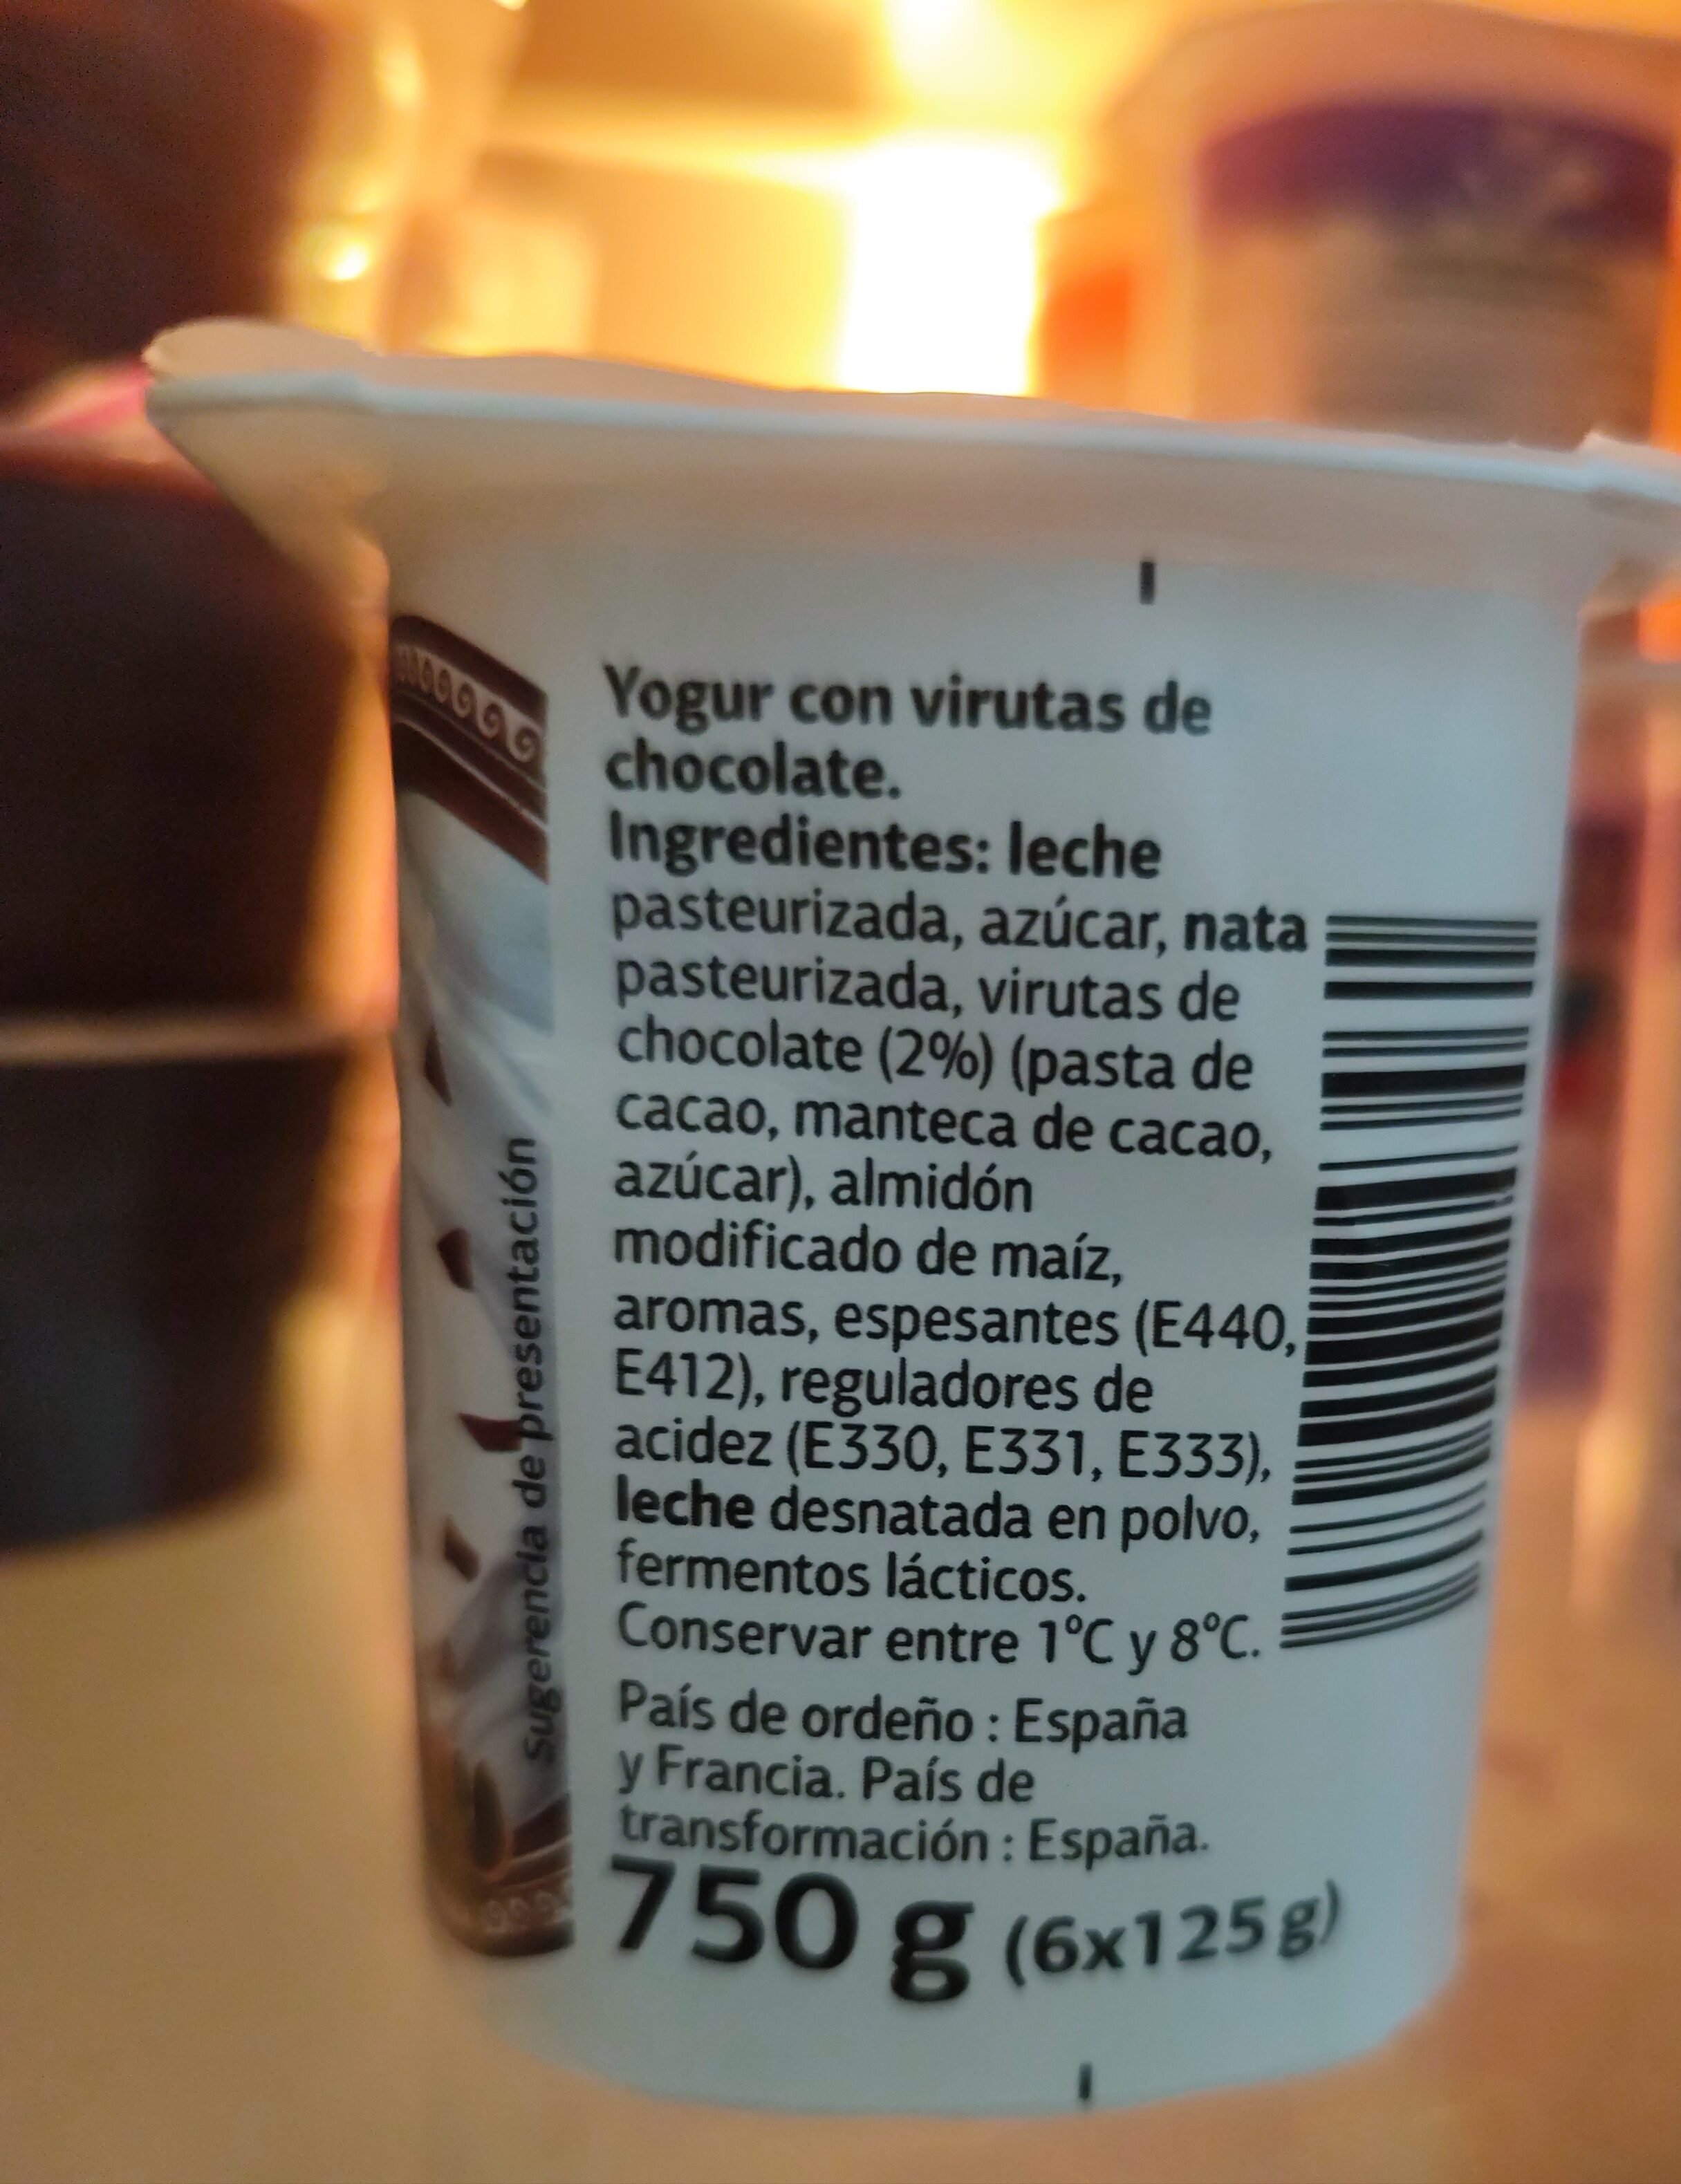 Yogur con virutas de
chocolate.
Ingredientes: leche
pasteurizada, azúcar, nata
pasteurizada, virutas de
chocolate (2%) (pasta de
cacao, manteca de cacao,
azúcar), almidón
modificado de maíz,
aromas, espesantes (E440,
E412), reguladores de
acidez (E330, E331, E333),
leche desnatada en polvo,
fermentos lácticos.
Conservar entre 1°C y 8°C.
País de ordeño : España
y Francia. País de
transformación : España.
750 g (6x125g)
Sugerencia de presentación